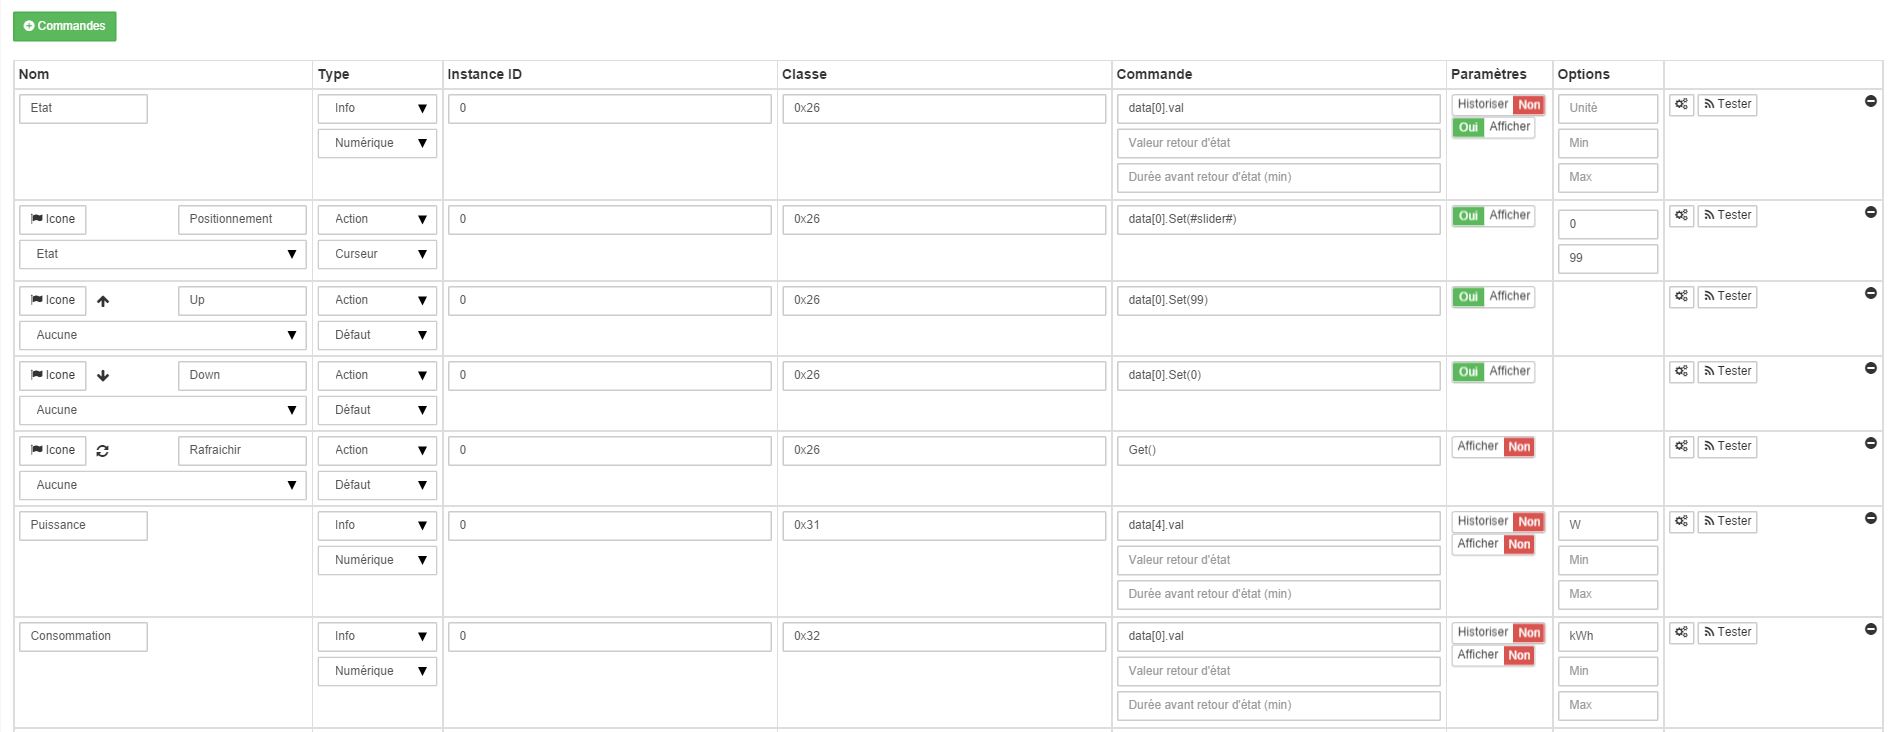 Commandes
Nom Type Instance ID Classe Commande Paramètres Options
Etat Info 0 0x26 data[0].val Historiser Non Unité Tester
Oui Afficher
Numérique Valeur retour d'état Min
Durée avant retour d'état (min) Max
Icone Positionnement Action 0 0x26 data[0].Set(#slider#) Oui Afficher 0 Tester
Etat Curseur 99
Icone Up Action 0 0x26 data[0].Set(99) Oui Afficher Tester
Aucune Défaut
Icone Down Action 0 0x26 data[0].Set(0) Oui Afficher Tester
Aucune Défaut
Icone Rafraichir Action 0 0x26 Get() Afficher Non Tester
Aucune Défaut
Puissance Info 0 0x31 data[4].val Historiser Non W Tester
Afficher Non
Numérique Valeur retour d'état Min
Durée avant retour d'état (min) Max
Consommation Info 0 0x32 data[0].val Historiser Non kWh Tester
Afficher Non
Numérique Valeur retour d'état Min
Durée avant retour d'état (min) Max